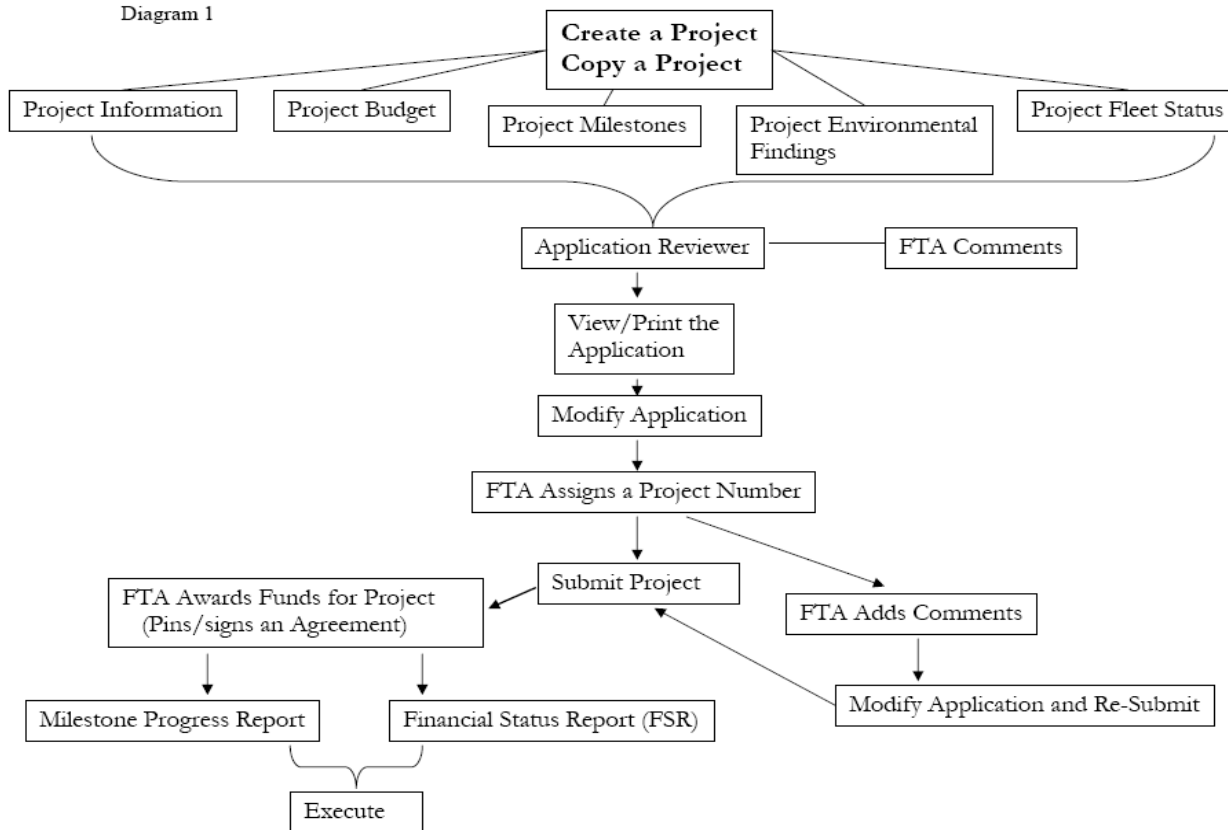 Diagram 1
Create a Project
Copy a Project
Project Information
Project Budget
Project Milestones
Project Environmental
Findings
Project Fleet Status
Application Reviewer
FTA Comments
View/Print the
Application
Modify Application
FTA Assigns a Project Number
Submit Project
FTA Awards Funds for Project
(Pins/signs an Agreement)
FTA Adds Comments
Milestone Progress Report
Financial Status Report (FSR)
Modify Application and Re-Submit
Execute